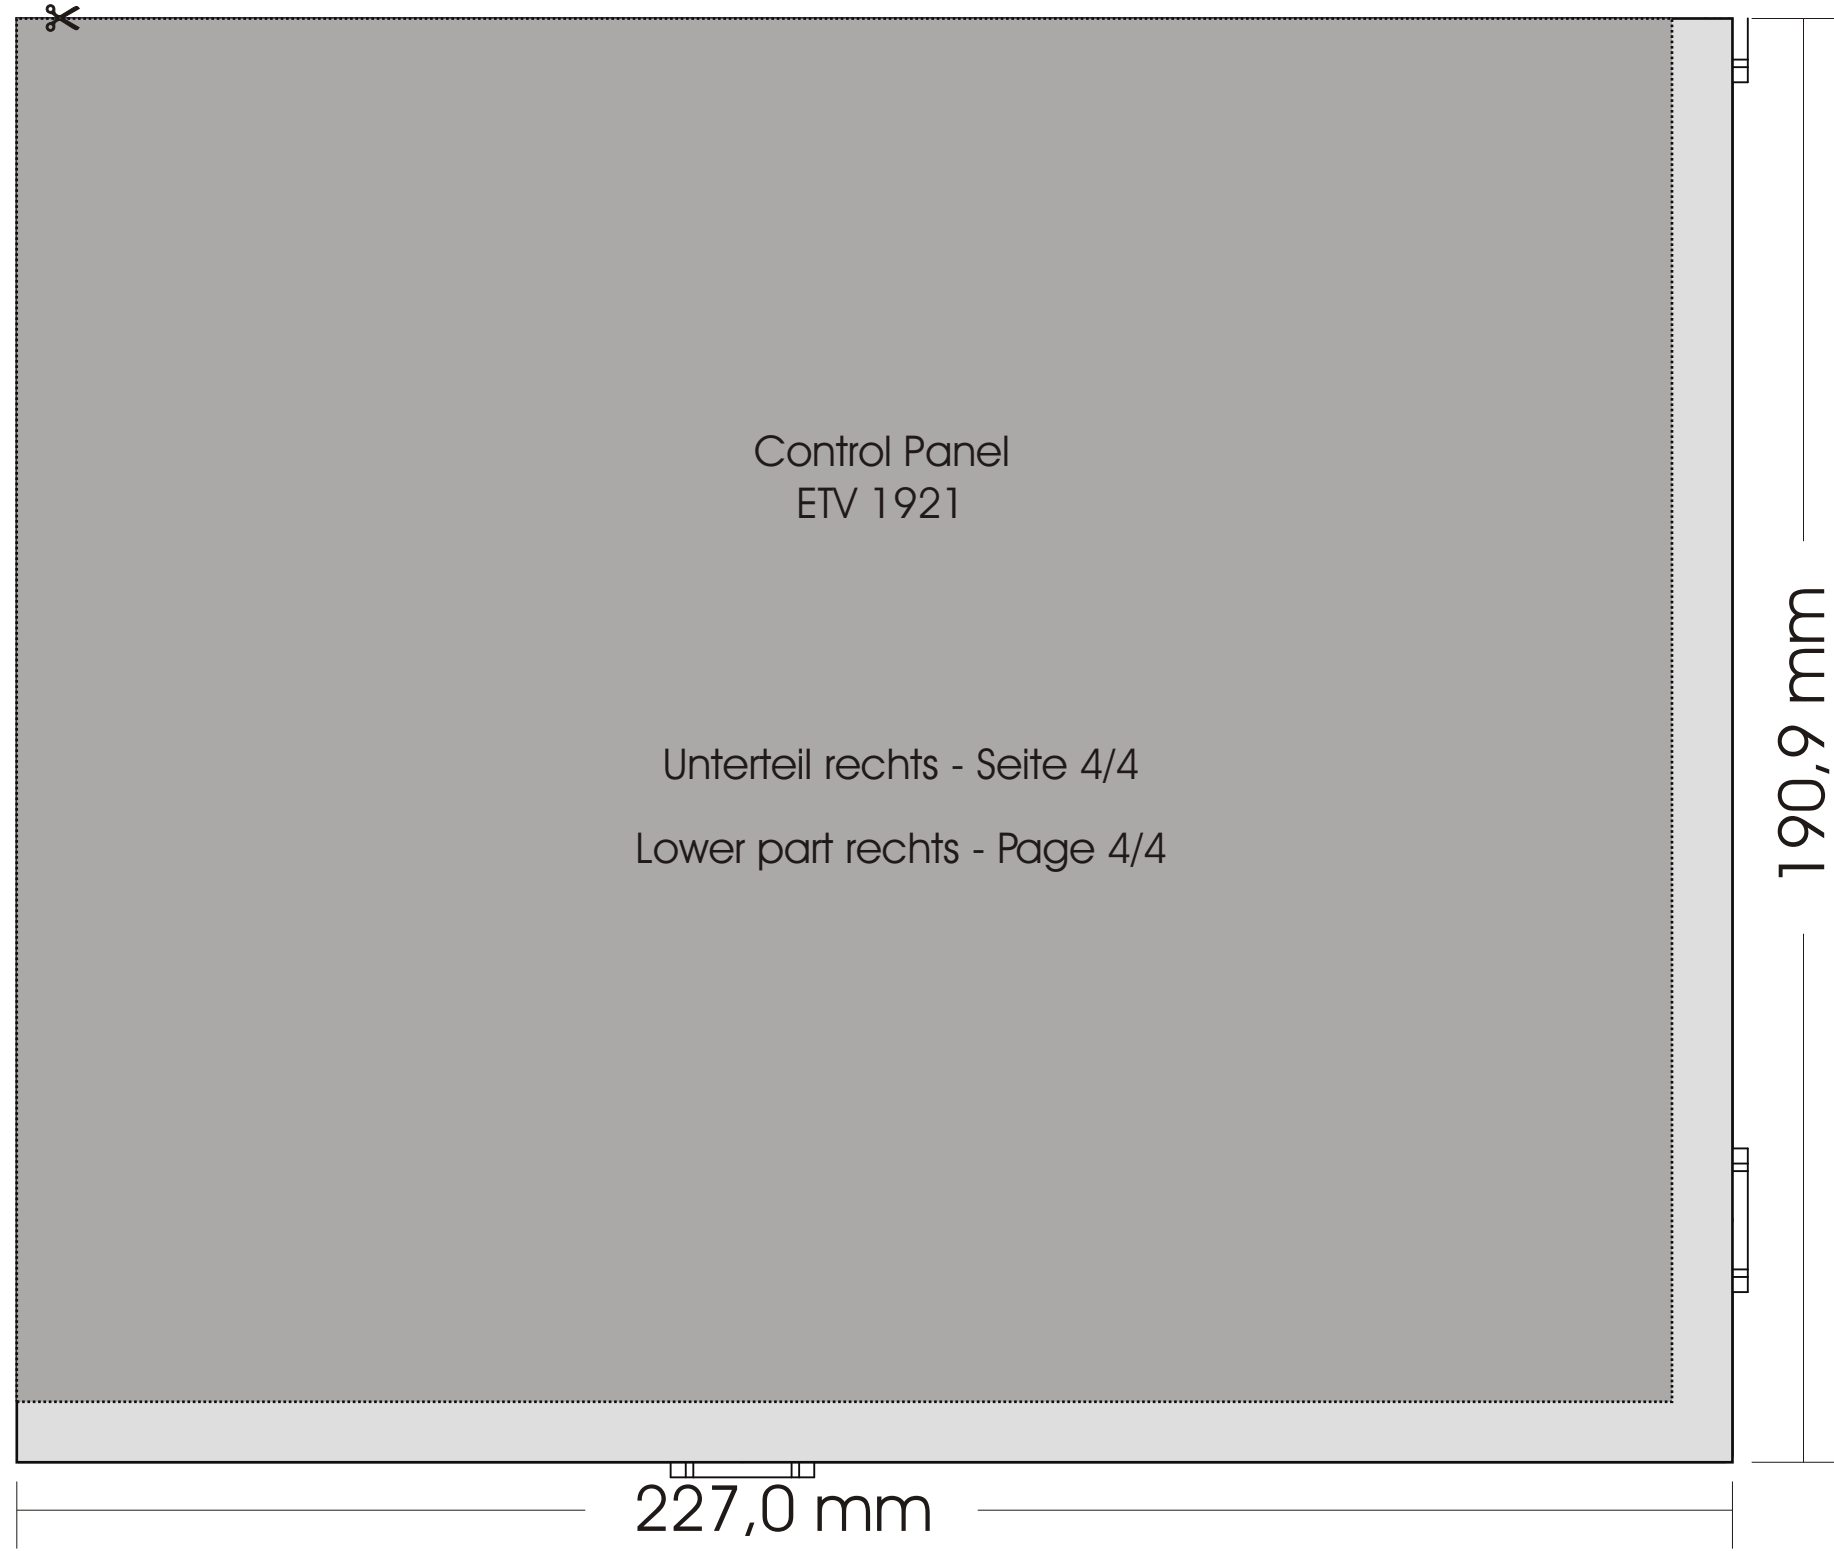 Control Panel
ETV 1921
Unterteil rechts - Seite 4/4
Lower part rechts - Page 4/4
190,9 mm
227,0 mm